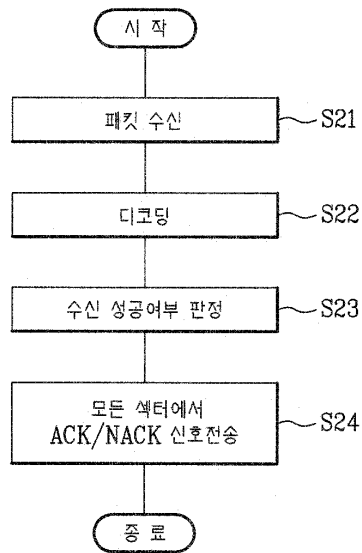 시 작
패킷 수신
S21
디코딩
S22
수신 성공여부 판정
S23
모든 섹터에서
ACK/NACK 신호전송
S24
종 료